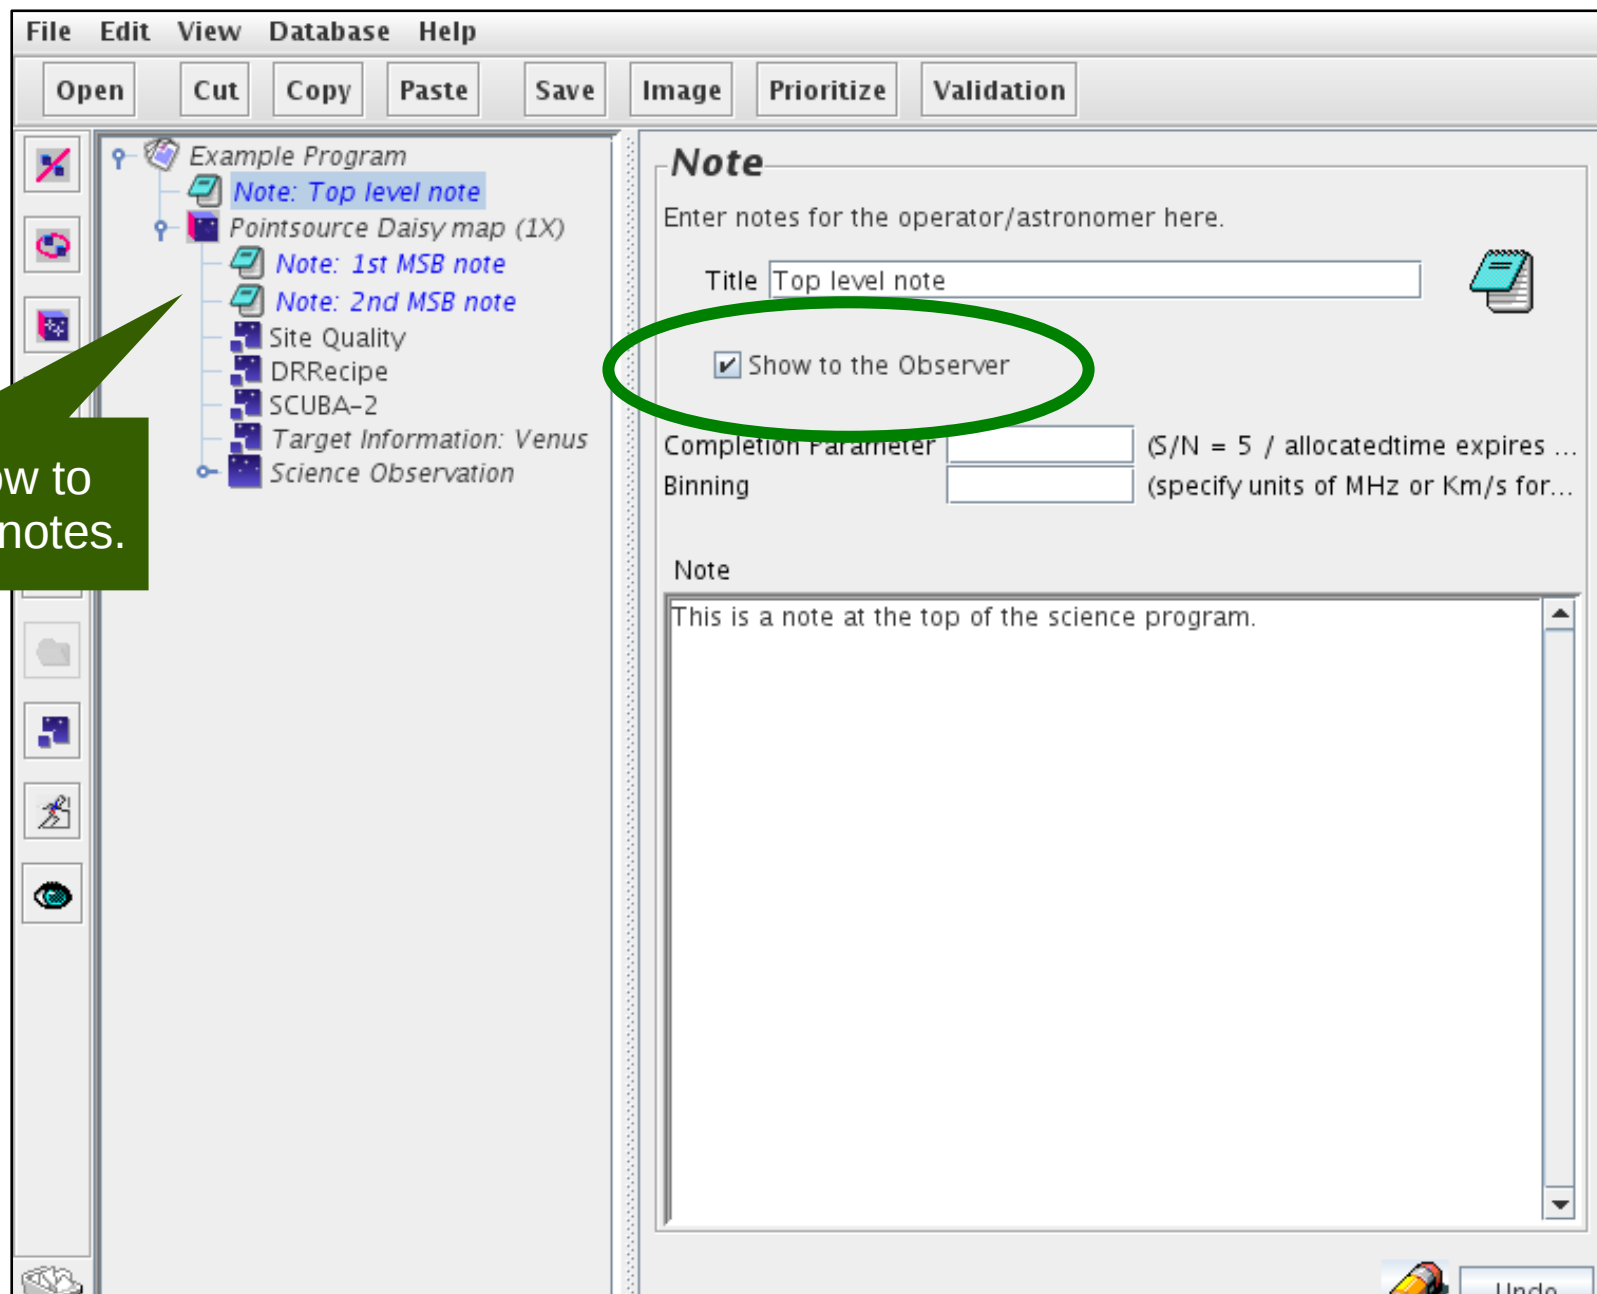 File Edit View Database Help
Open Cut Copy Paste Save Image Prioritize Validation
Example Program
Note: Top level note
Pointsource Daisy map (1X)
Note: 1st MSB note
Note: 2nd MSB note
Site Quality
DRRecipe
SCUBA-2
Target Information: Venus
Science Observation
to
notes.
Note
Enter notes for the operator/astronomer here.
Title Top level note
Show to the Observer
Completion Parameter (S/N = 5 / allocatedtime expires ...
Binning (specify units of MHz or Km/s for...
Note
This is a note at the top of the science program.
Undo